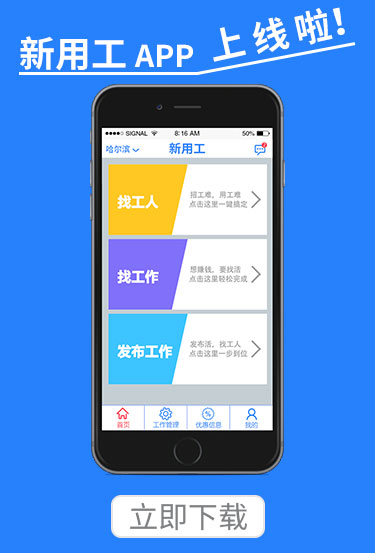 新用工 APP 上线啦!
SIGNAL 8:16 AM 50%
哈尔滨 新用工
找工人
招工难,用工难
点击这里一键搞定
找工作
想赚钱,要找活
点击这里轻松完成
发布工作
发布活,找工人
点击这里一步到位
首页 工作管理 优惠信息 我的
立即下载